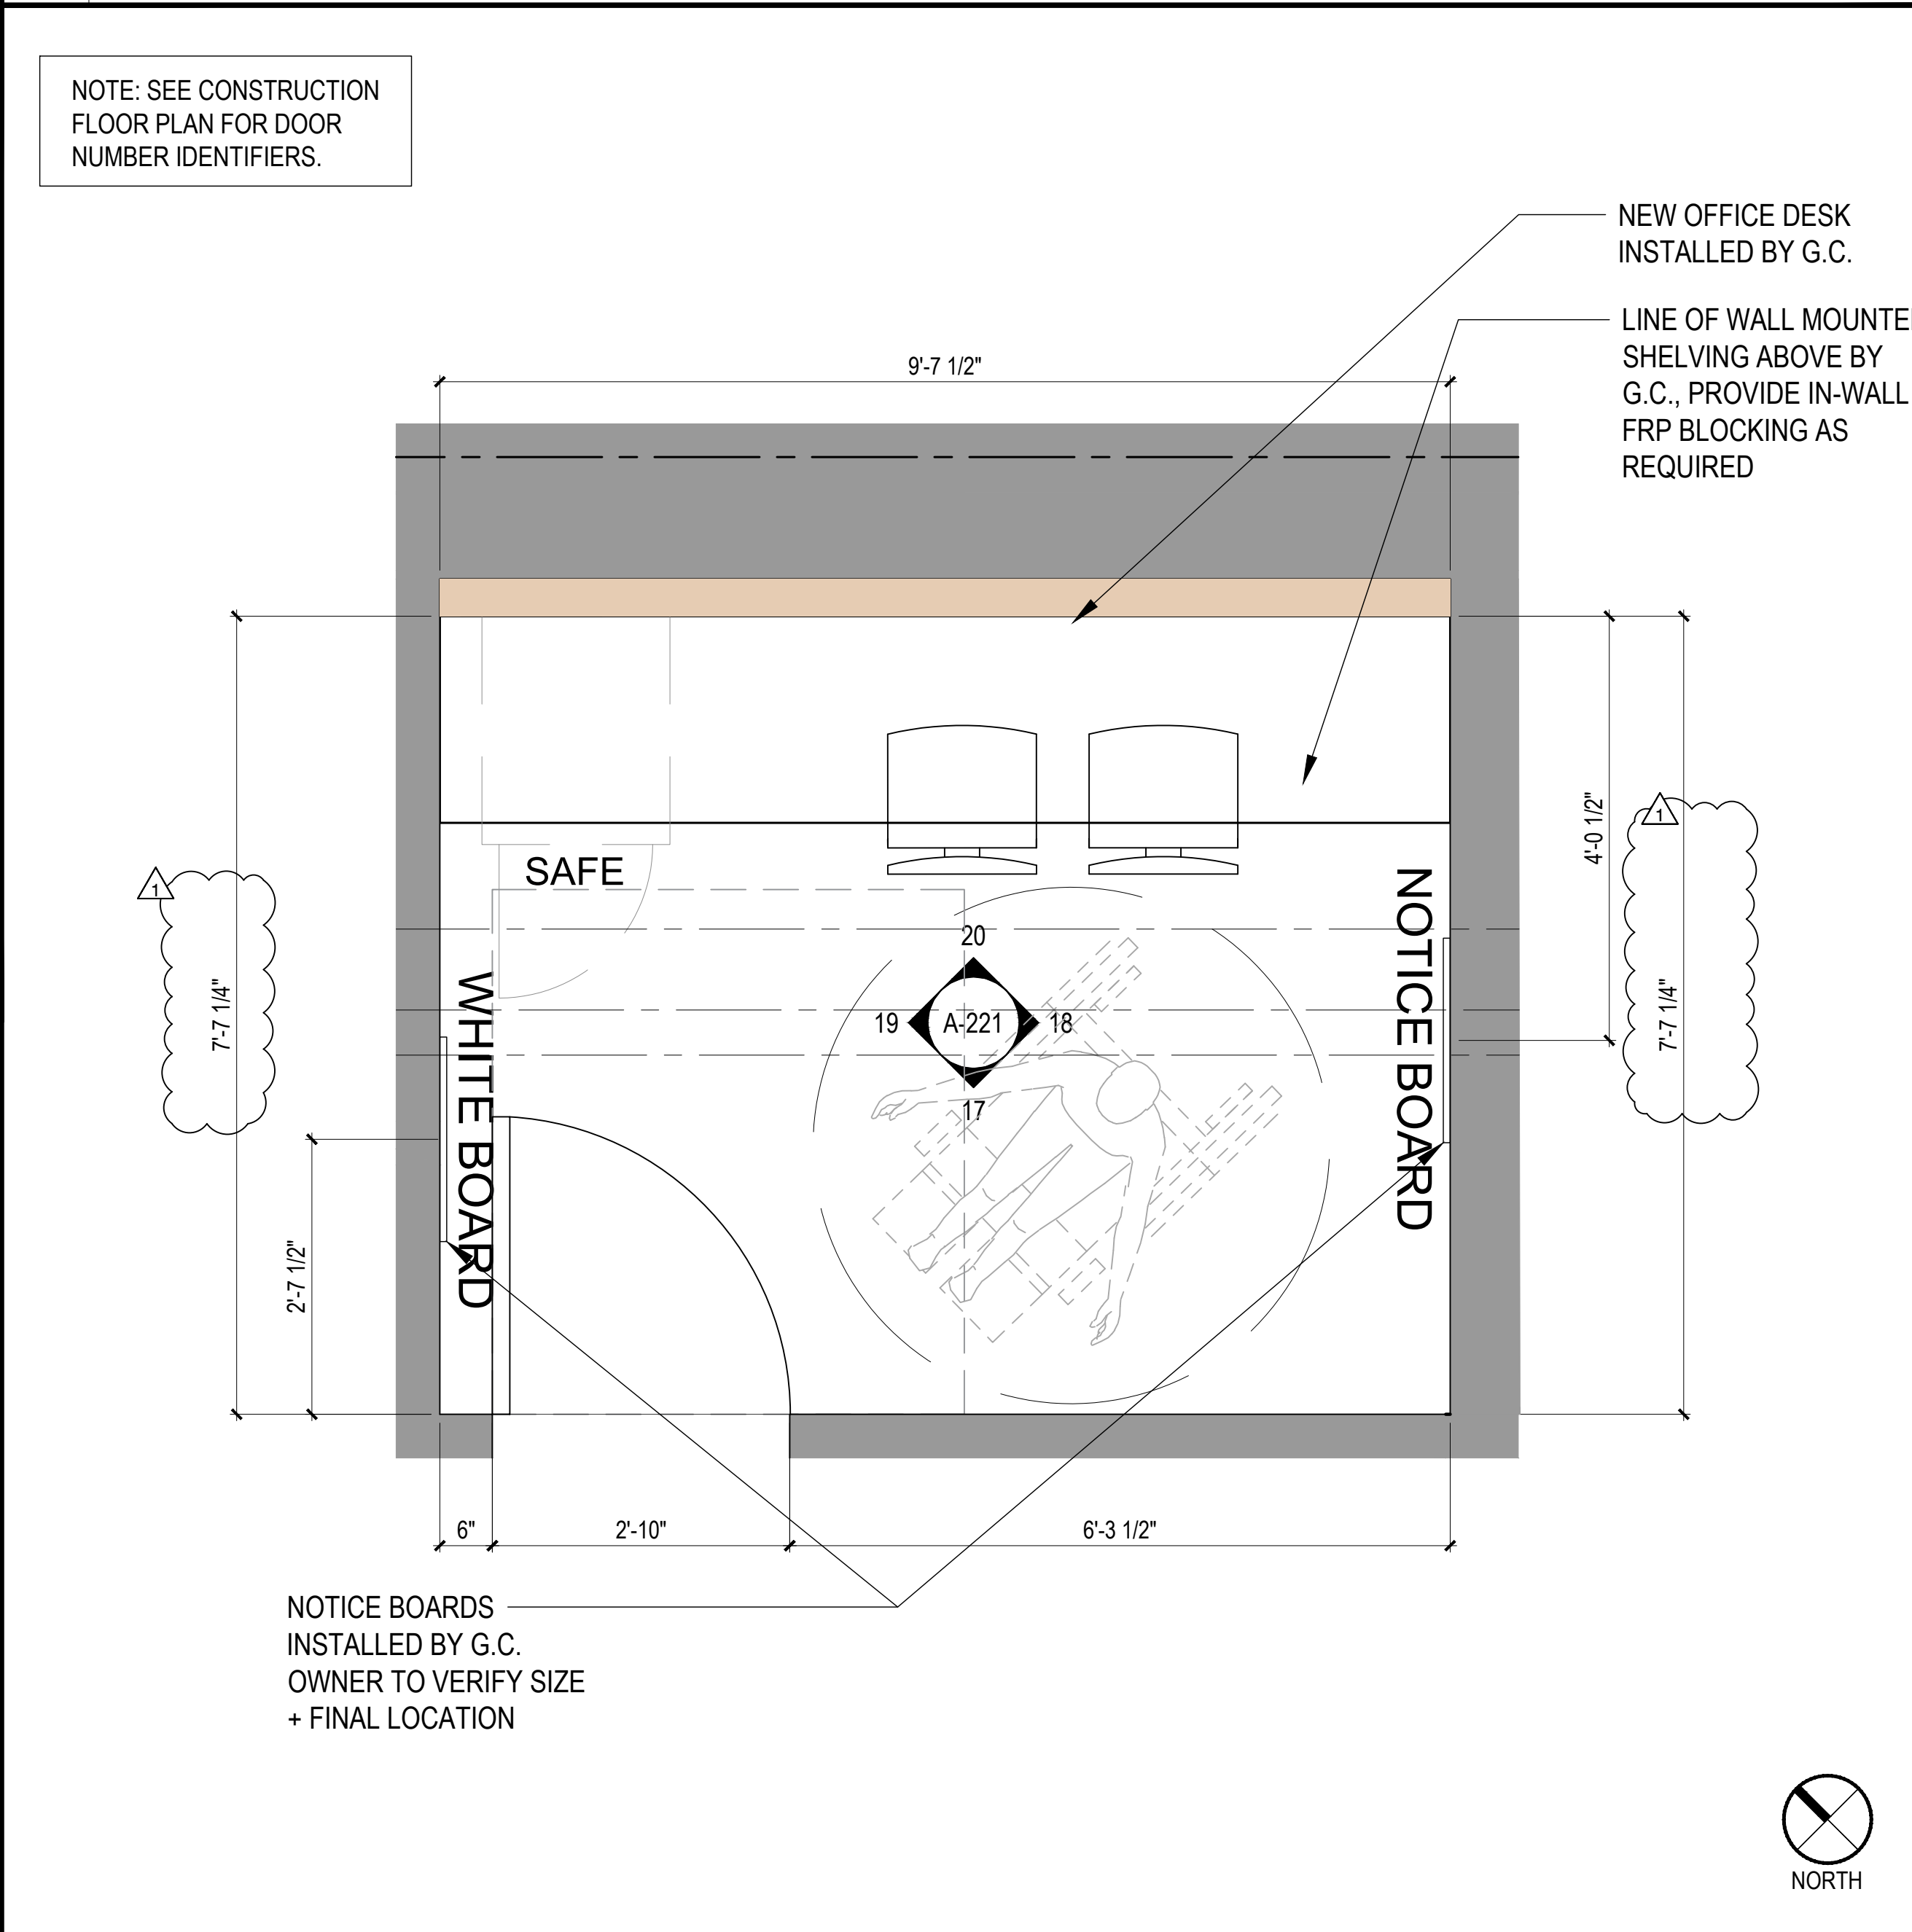 NOTE: SEE CONSTRUCTION
FLOOR PLAN FOR DOOR
NUMBER IDENTIFIERS.
NEW OFFICE DESK
INSTALLED BY G.C.
LINE OF WALL MOUNTE
SHELVING ABOVE BY
G.C., PROVIDE IN-WALL
FRP BLOCKING AS
REQUIRED
9'-7 1/2"
4'-0 1/2"
1
7'-7 1/4"
1
7'-7 1/4"
2'-7 1/2"
SAFE
WHITE BOARD
NOTICE BOARD
20
19
A-221
18
17
6"
2'-10"
6'-3 1/2"
NOTICE BOARDS
INSTALLED BY G.C.
OWNER TO VERIFY SIZE
+ FINAL LOCATION
NORTH